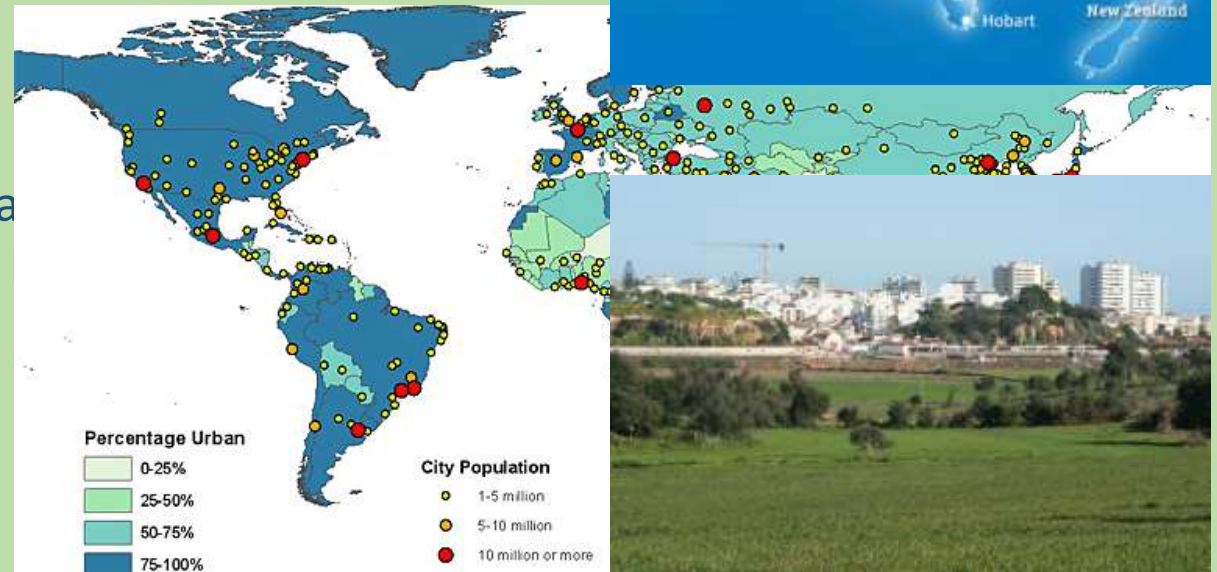 Hobart
New Zealand
a
Percentage Urban
0-25%
25-50%
50-75%
75-100%
City Population
1-5 million
5-10 million
10 million or more